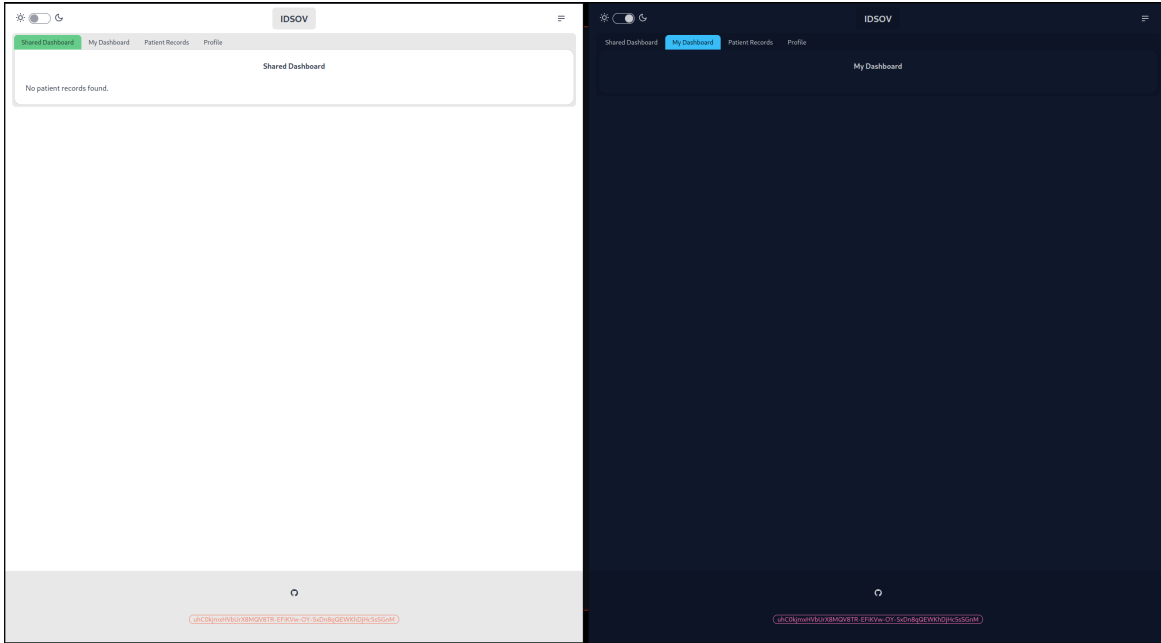 IDSOV
Shared Dashboard My Dashboard Patient Records Profile
Shared Dashboard
No patient records found.
IDSOV
Shared Dashboard My Dashboard Patient Records Profile
My Dashboard